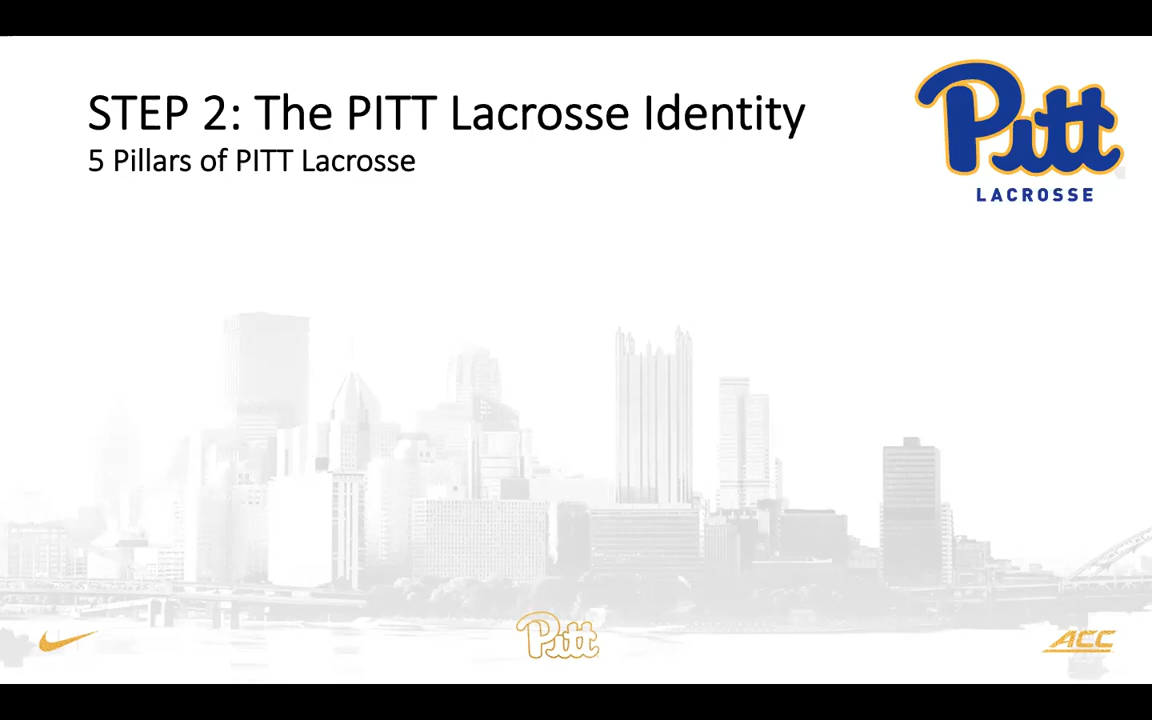 STEP 2: The PITT Lacrosse Identity
5 Pillars of PITT Lacrosse
Pitt
LACROSSE
Pitt
ACC